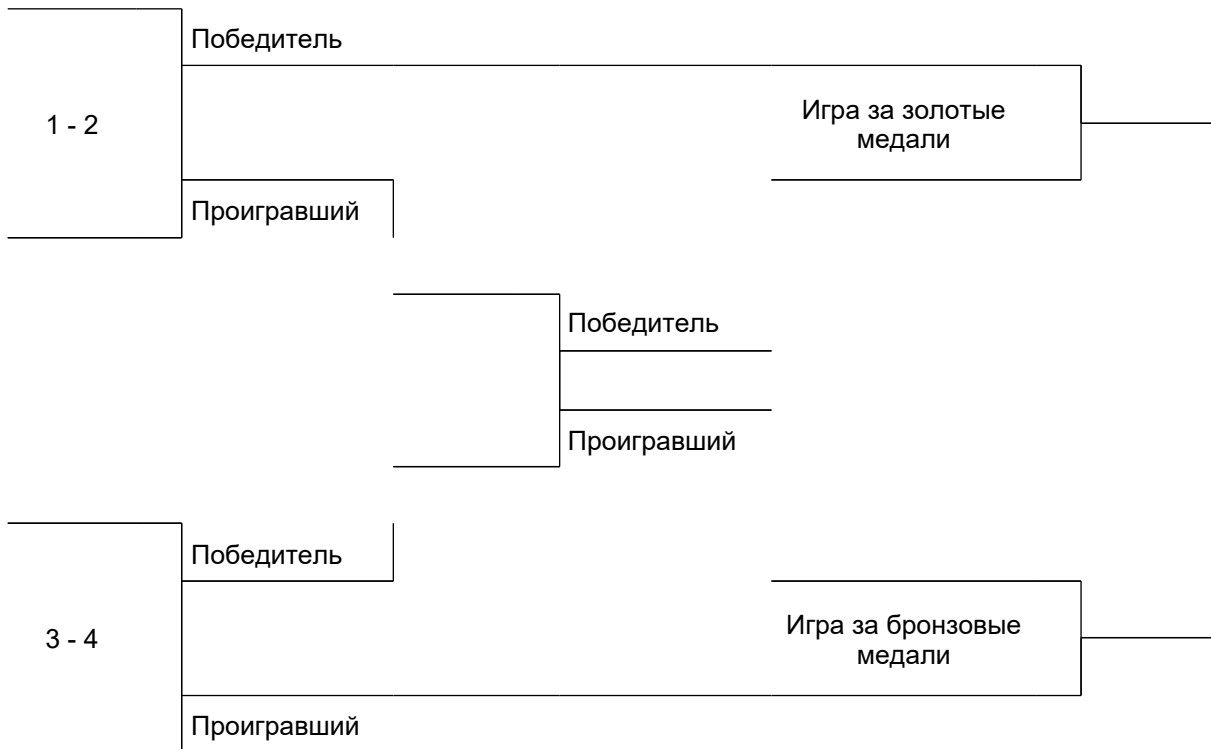 Победитель
1 - 2
Игра за золотые
медали
Проигравший
Победитель
Проигравший
Победитель
3 - 4
Игра за бронзовые
медали
Проигравший